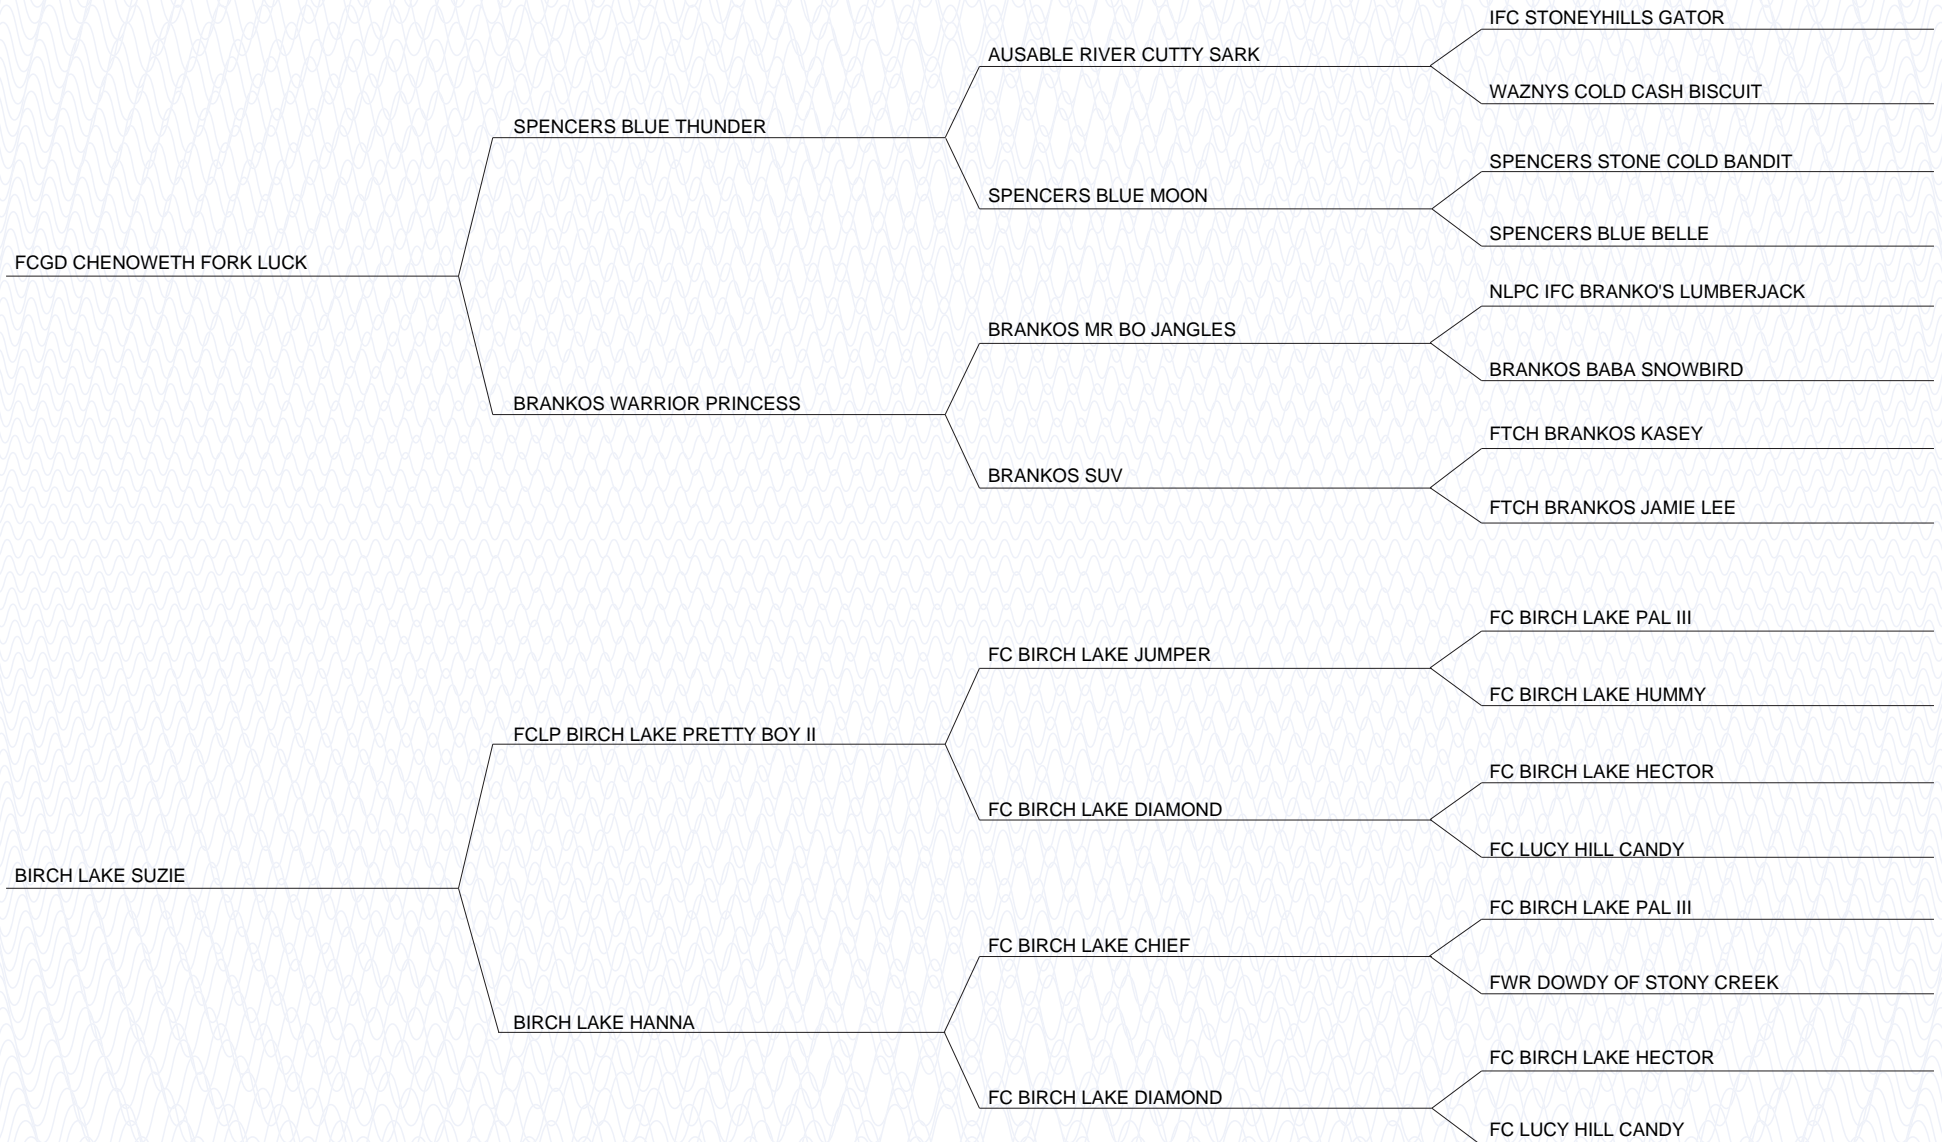 IFC STONEYHILLS GATOR
AUSABLE RIVER CUTTY SARK
WAZNYS COLD CASH BISCUIT
SPENCERS BLUE THUNDER
SPENCERS STONE COLD BANDIT
SPENCERS BLUE MOON
SPENCERS BLUE BELLE
FCGD CHENOWETH FORK LUCK
NLPC IFC BRANKO'S LUMBERJACK
BRANKOS MR BO JANGLES
BRANKOS BABA SNOWBIRD
BRANKOS WARRIOR PRINCESS
FTCH BRANKOS KASEY
BRANKOS SUV
FTCH BRANKOS JAMIE LEE
FC BIRCH LAKE PAL III
FC BIRCH LAKE JUMPER
FC BIRCH LAKE HUMMY
FCLP BIRCH LAKE PRETTY BOY II
FC BIRCH LAKE HECTOR
FC BIRCH LAKE DIAMOND
FC LUCY HILL CANDY
BIRCH LAKE SUZIE
FC BIRCH LAKE PAL III
FC BIRCH LAKE CHIEF
FWR DOWDY OF STONY CREEK
BIRCH LAKE HANNA
FC BIRCH LAKE HECTOR
FC BIRCH LAKE DIAMOND
FC LUCY HILL CANDY